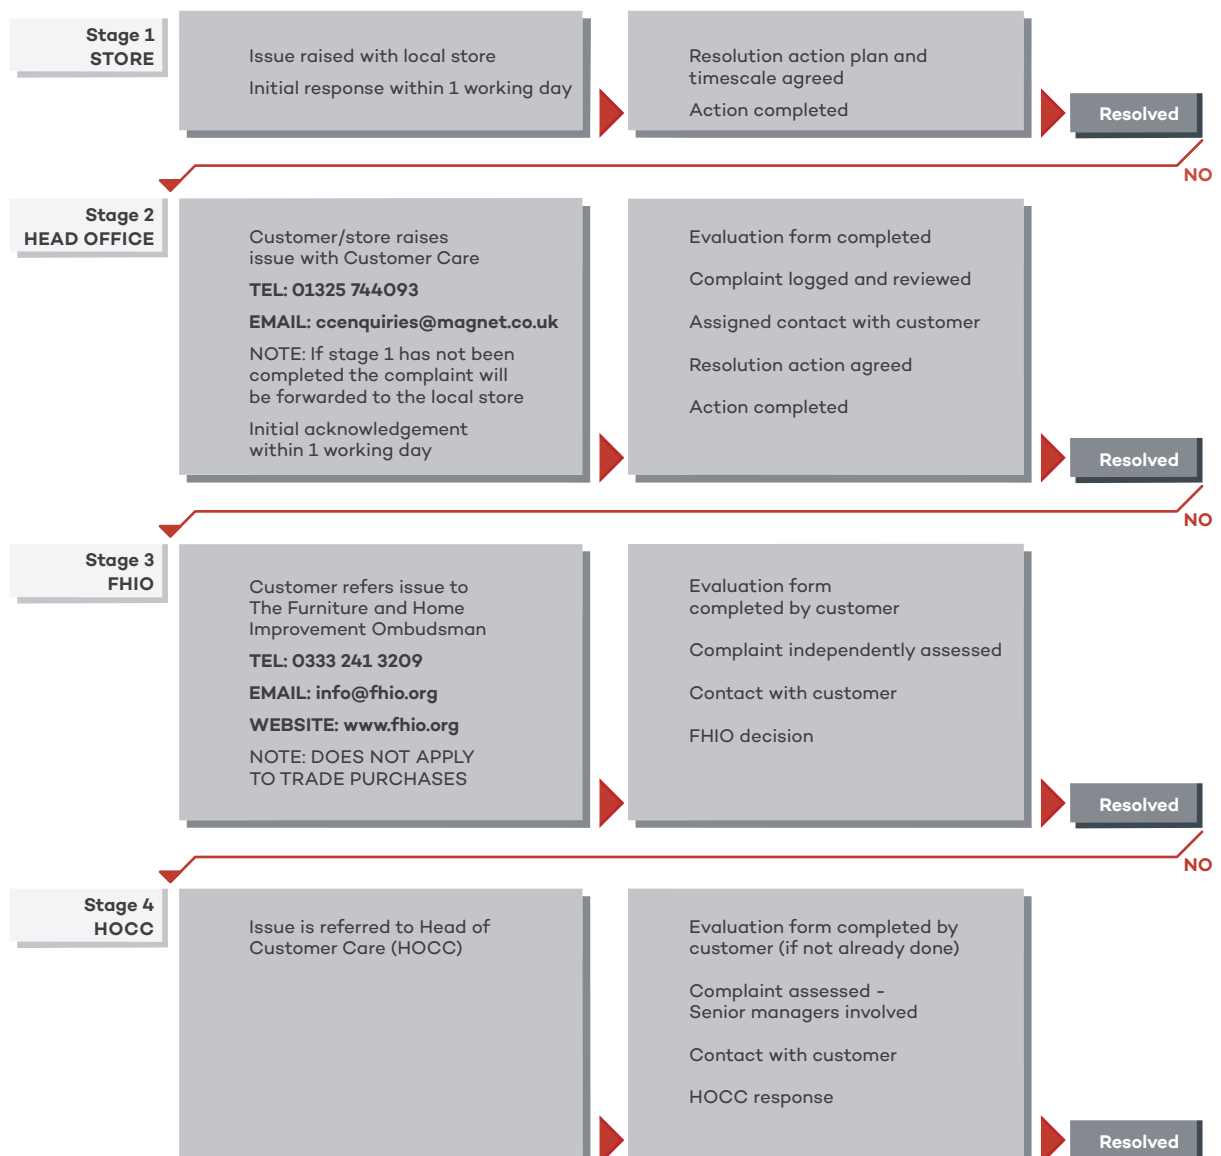 Stage 1
STORE
Issue raised with local store
Initial response within 1 working day
Resolution action plan and
timescale agreed
Action completed
Resolved
NO
Stage 2
HEAD OFFICE
Customer/store raises
issue with Customer Care
TEL: 01325 744093
EMAIL: ccenquiries@magnet.co.uk
NOTE: If stage 1 has not been
completed the complaint will
be forwarded to the local store
Initial acknowledgement
within 1 working day
Evaluation form completed
Complaint logged and reviewed
Assigned contact with customer
Resolution action agreed
Action completed
Resolved
NO
Stage 3
FHIO
Customer refers issue to
The Furniture and Home
Improvement Ombudsman
TEL: 0333 241 3209
EMAIL: info@fhio.org
WEBSITE: www.fhio.org
NOTE: DOES NOT APPLY
TO TRADE PURCHASES
Evaluation form
completed by customer
Complaint independently assessed
Contact with customer
FHIO decision
Resolved
NO
Stage 4
HOCC
Issue is referred to Head of
Customer Care (HOCC)
Evaluation form completed by
customer (if not already done)
Complaint assessed -
Senior managers involved
Contact with customer
HOCC response
Resolved